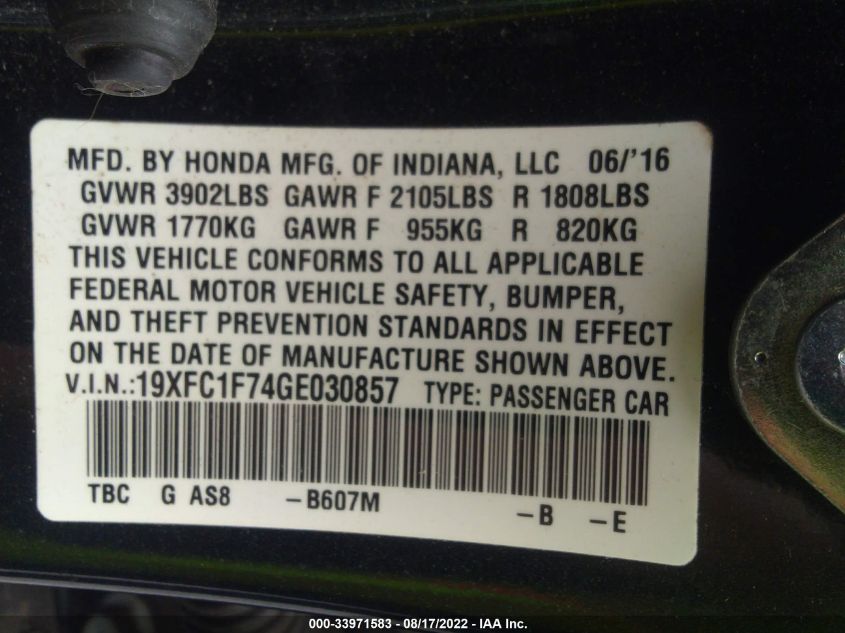 MFD. BY HONDA MFG. OF INDIANA, LLC 06/'16
GVWR 3902LBS GAWR F 2105LBS R 1808LBS
GVWR 1770KG GAWR F 955KG R 820KG
THIS VEHICLE CONFORMS TO ALL APPLICABLE
FEDERAL MOTOR VEHICLE SAFETY, BUMPER,
AND THEFT PREVENTION STANDARDS IN EFFECT
ON THE DATE OF MANUFACTURE SHOWN ABOVE.
V.I.N.:19XFC1F74GE030857 TYPE: PASSENGER CAR
TBC G AS8 –B607M –B –E
000-33971583 - 08/17/2022 - IAA Inc.